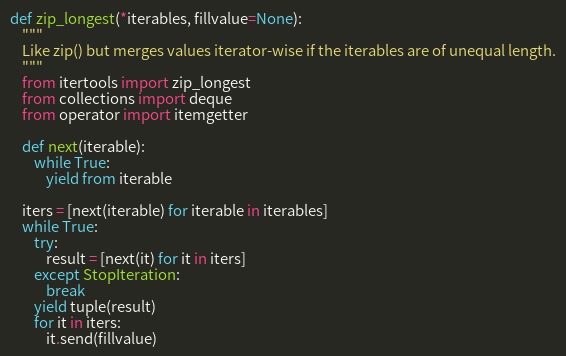 def zip_longest(*iterables, fillvalue=None):
    """
    Like zip() but merges values iterator-wise if the iterables are of unequal length.
    """
    from itertools import zip_longest
    from collections import deque
    from operator import itemgetter

    def next(iterable):
        while True:
            yield from iterable

    iters = [next(iterable) for iterable in iterables]
    while True:
        try:
            result = [next(it) for it in iters]
        except StopIteration:
            break
        yield tuple(result)
        for it in iters:
            it.send(fillvalue)